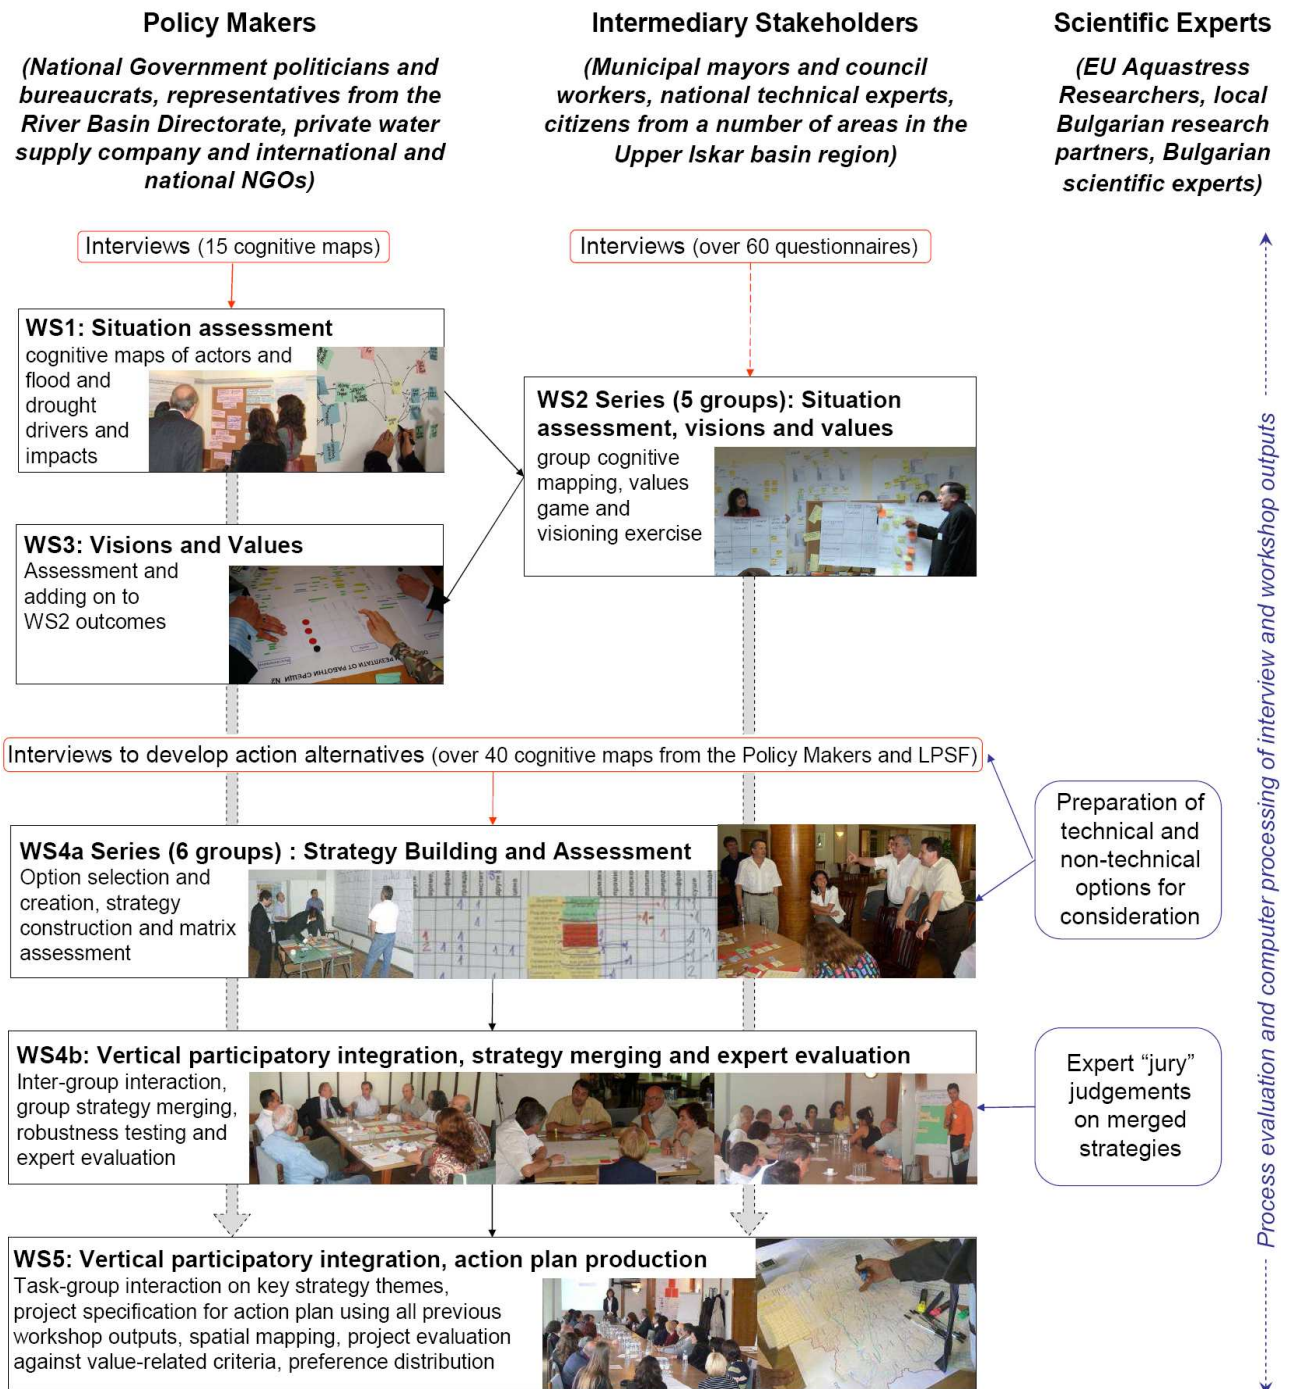 Policy Makers
(National Government politicians and
bureaucrats, representatives from the
River Basin Directorate, private water
supply company and international and
national NGOs)
Intermediary Stakeholders
(Municipal mayors and council
workers, national technical experts,
citizens from a number of areas in the
Upper Iskar basin region)
Scientific Experts
(EU Aquastress
Researchers, local
Bulgarian research
partners, Bulgarian
scientific experts)
Interviews (15 cognitive maps)
Interviews (over 60 questionnaires)
WS1: Situation assessment
cognitive maps of actors and
flood and
drought
drivers and
impacts
WS2 Series (5 groups): Situation
assessment, visions and values
group cognitive
mapping, values
game and
visioning exercise
WS3: Visions and Values
Assessment and
adding on to
WS2 outcomes
РЕЗУЛТАТИ ОТ РАБОТНИ СРЕЩИ N2
Interviews to develop action alternatives (over 40 cognitive maps from the Policy Makers and LPSF)
Preparation of
technical and
non-technical
options for
consideration
WS4a Series (6 groups) : Strategy Building and Assessment
Option selection and
creation, strategy
construction and matrix
assessment
WS4b: Vertical participatory integration, strategy merging and expert evaluation
Inter-group interaction,
group strategy merging,
robustness testing and
expert evaluation
Expert “jury”
judgements
on merged
strategies
WS5: Vertical participatory integration, action plan production
Task-group interaction on key strategy themes,
project specification for action plan using all previous
workshop outputs, spatial mapping, project evaluation
against value-related criteria, preference distribution
Process evaluation and computer processing of interview and workshop outputs